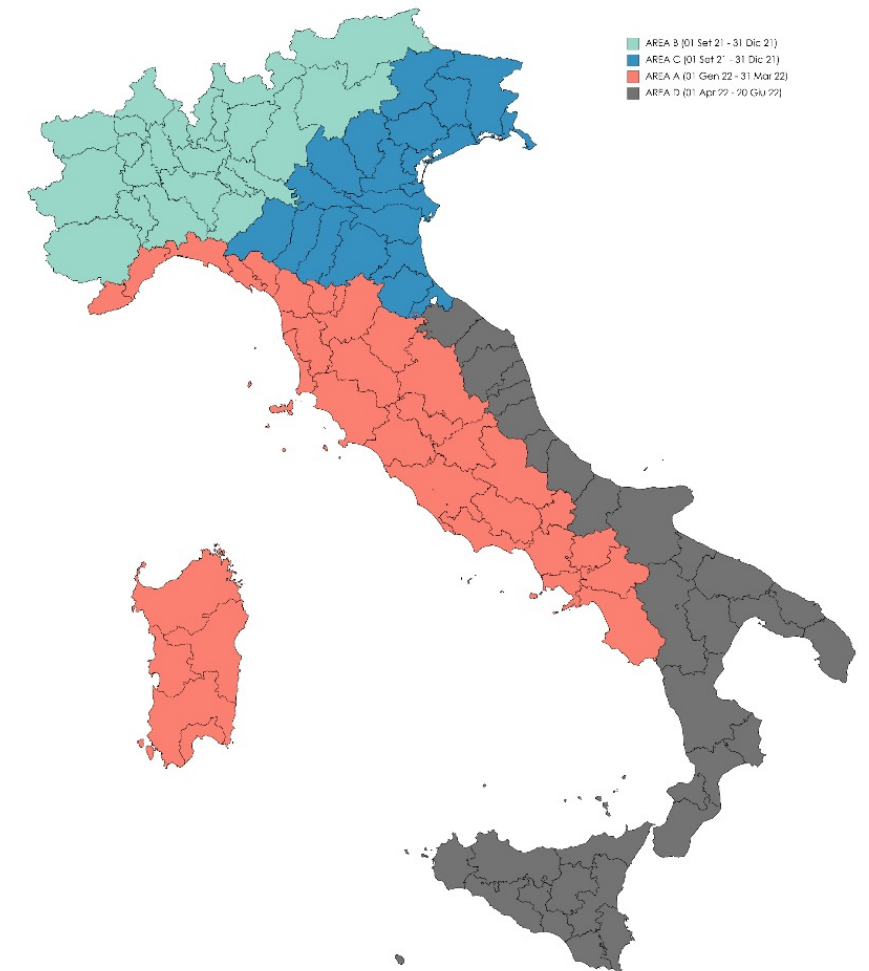 AREA B (01 Set 21 - 31 Dic 21)
AREA C (01 Set 21 - 31 Dic 21)
AREA A (01 Gen 22 - 31 Mar 22)
AREA D (01 Apr 22 - 20 Giu 22)